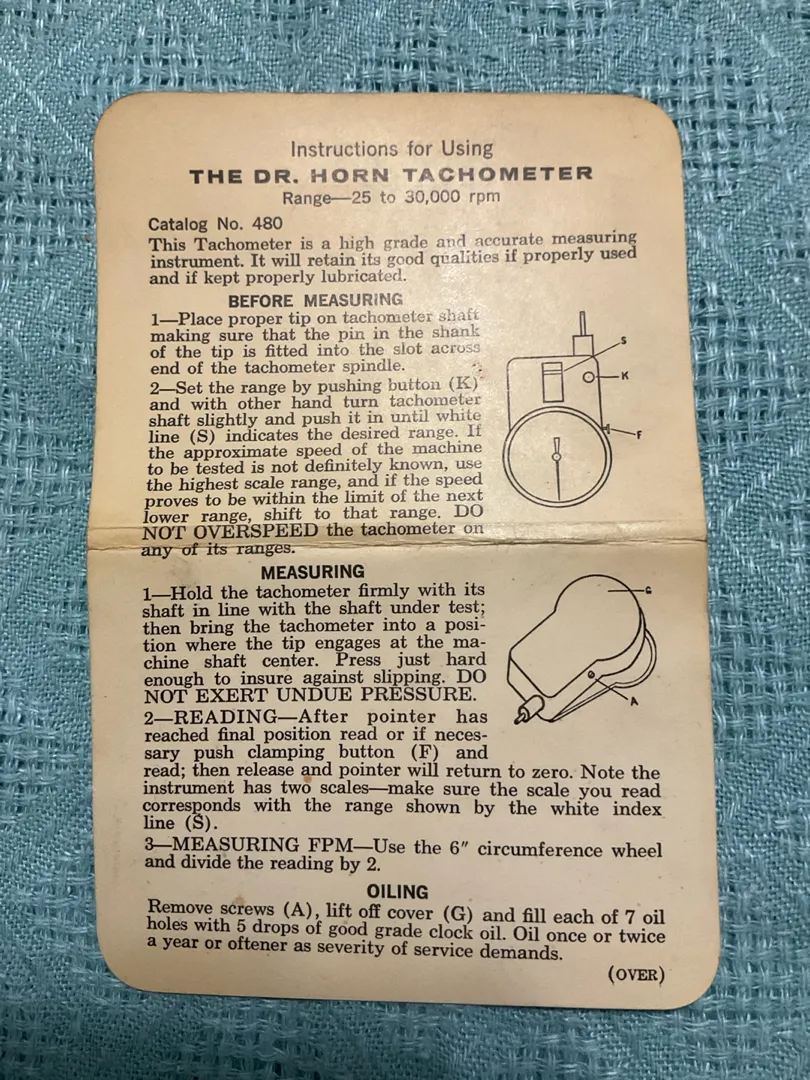 Instructions for Using
THE DR. HORN TACHOMETER
Range—25 to 30,000 rpm
Catalog No. 480
This Tachometer is a high grade and accurate measuring
instrument. It will retain its good qualities if properly used
and if kept properly lubricated.
BEFORE MEASURING
1—Place proper tip on tachometer shaft
making sure that the pin in the shank
of the tip is fitted into the slot across
end of the tachometer spindle.
2—Set the range by pushing button (K)
and with other hand turn tachometer
shaft slightly and push it in until white
line (S) indicates the desired range. If
the approximate speed of the machine
to be tested is not definitely known, use
the highest scale range, and if the speed
proves to be within the limit of the next
lower range, shift to that range. DO
NOT OVERSPEED the tachometer on
any of its ranges.
S
K
F
MEASURING
1—Hold the tachometer firmly with its
shaft in line with the shaft under test;
then bring the tachometer into a posi-
tion where the tip engages at the ma-
chine shaft center. Press just hard
enough to insure against slipping. DO
NOT EXERT UNDUE PRESSURE.
2—READING—After pointer has
reached final position read or if neces-
sary push clamping button (F) and
read; then release and pointer will return to zero. Note the
instrument has two scales—make sure the scale you read
corresponds with the range shown by the white index
line (S).
G
A
3—MEASURING FPM—Use the 6" circumference wheel
and divide the reading by 2.
OILING
Remove screws (A), lift off cover (G) and fill each of 7 oil
holes with 5 drops of good grade clock oil. Oil once or twice
a year or oftener as severity of service demands.
(OVER)